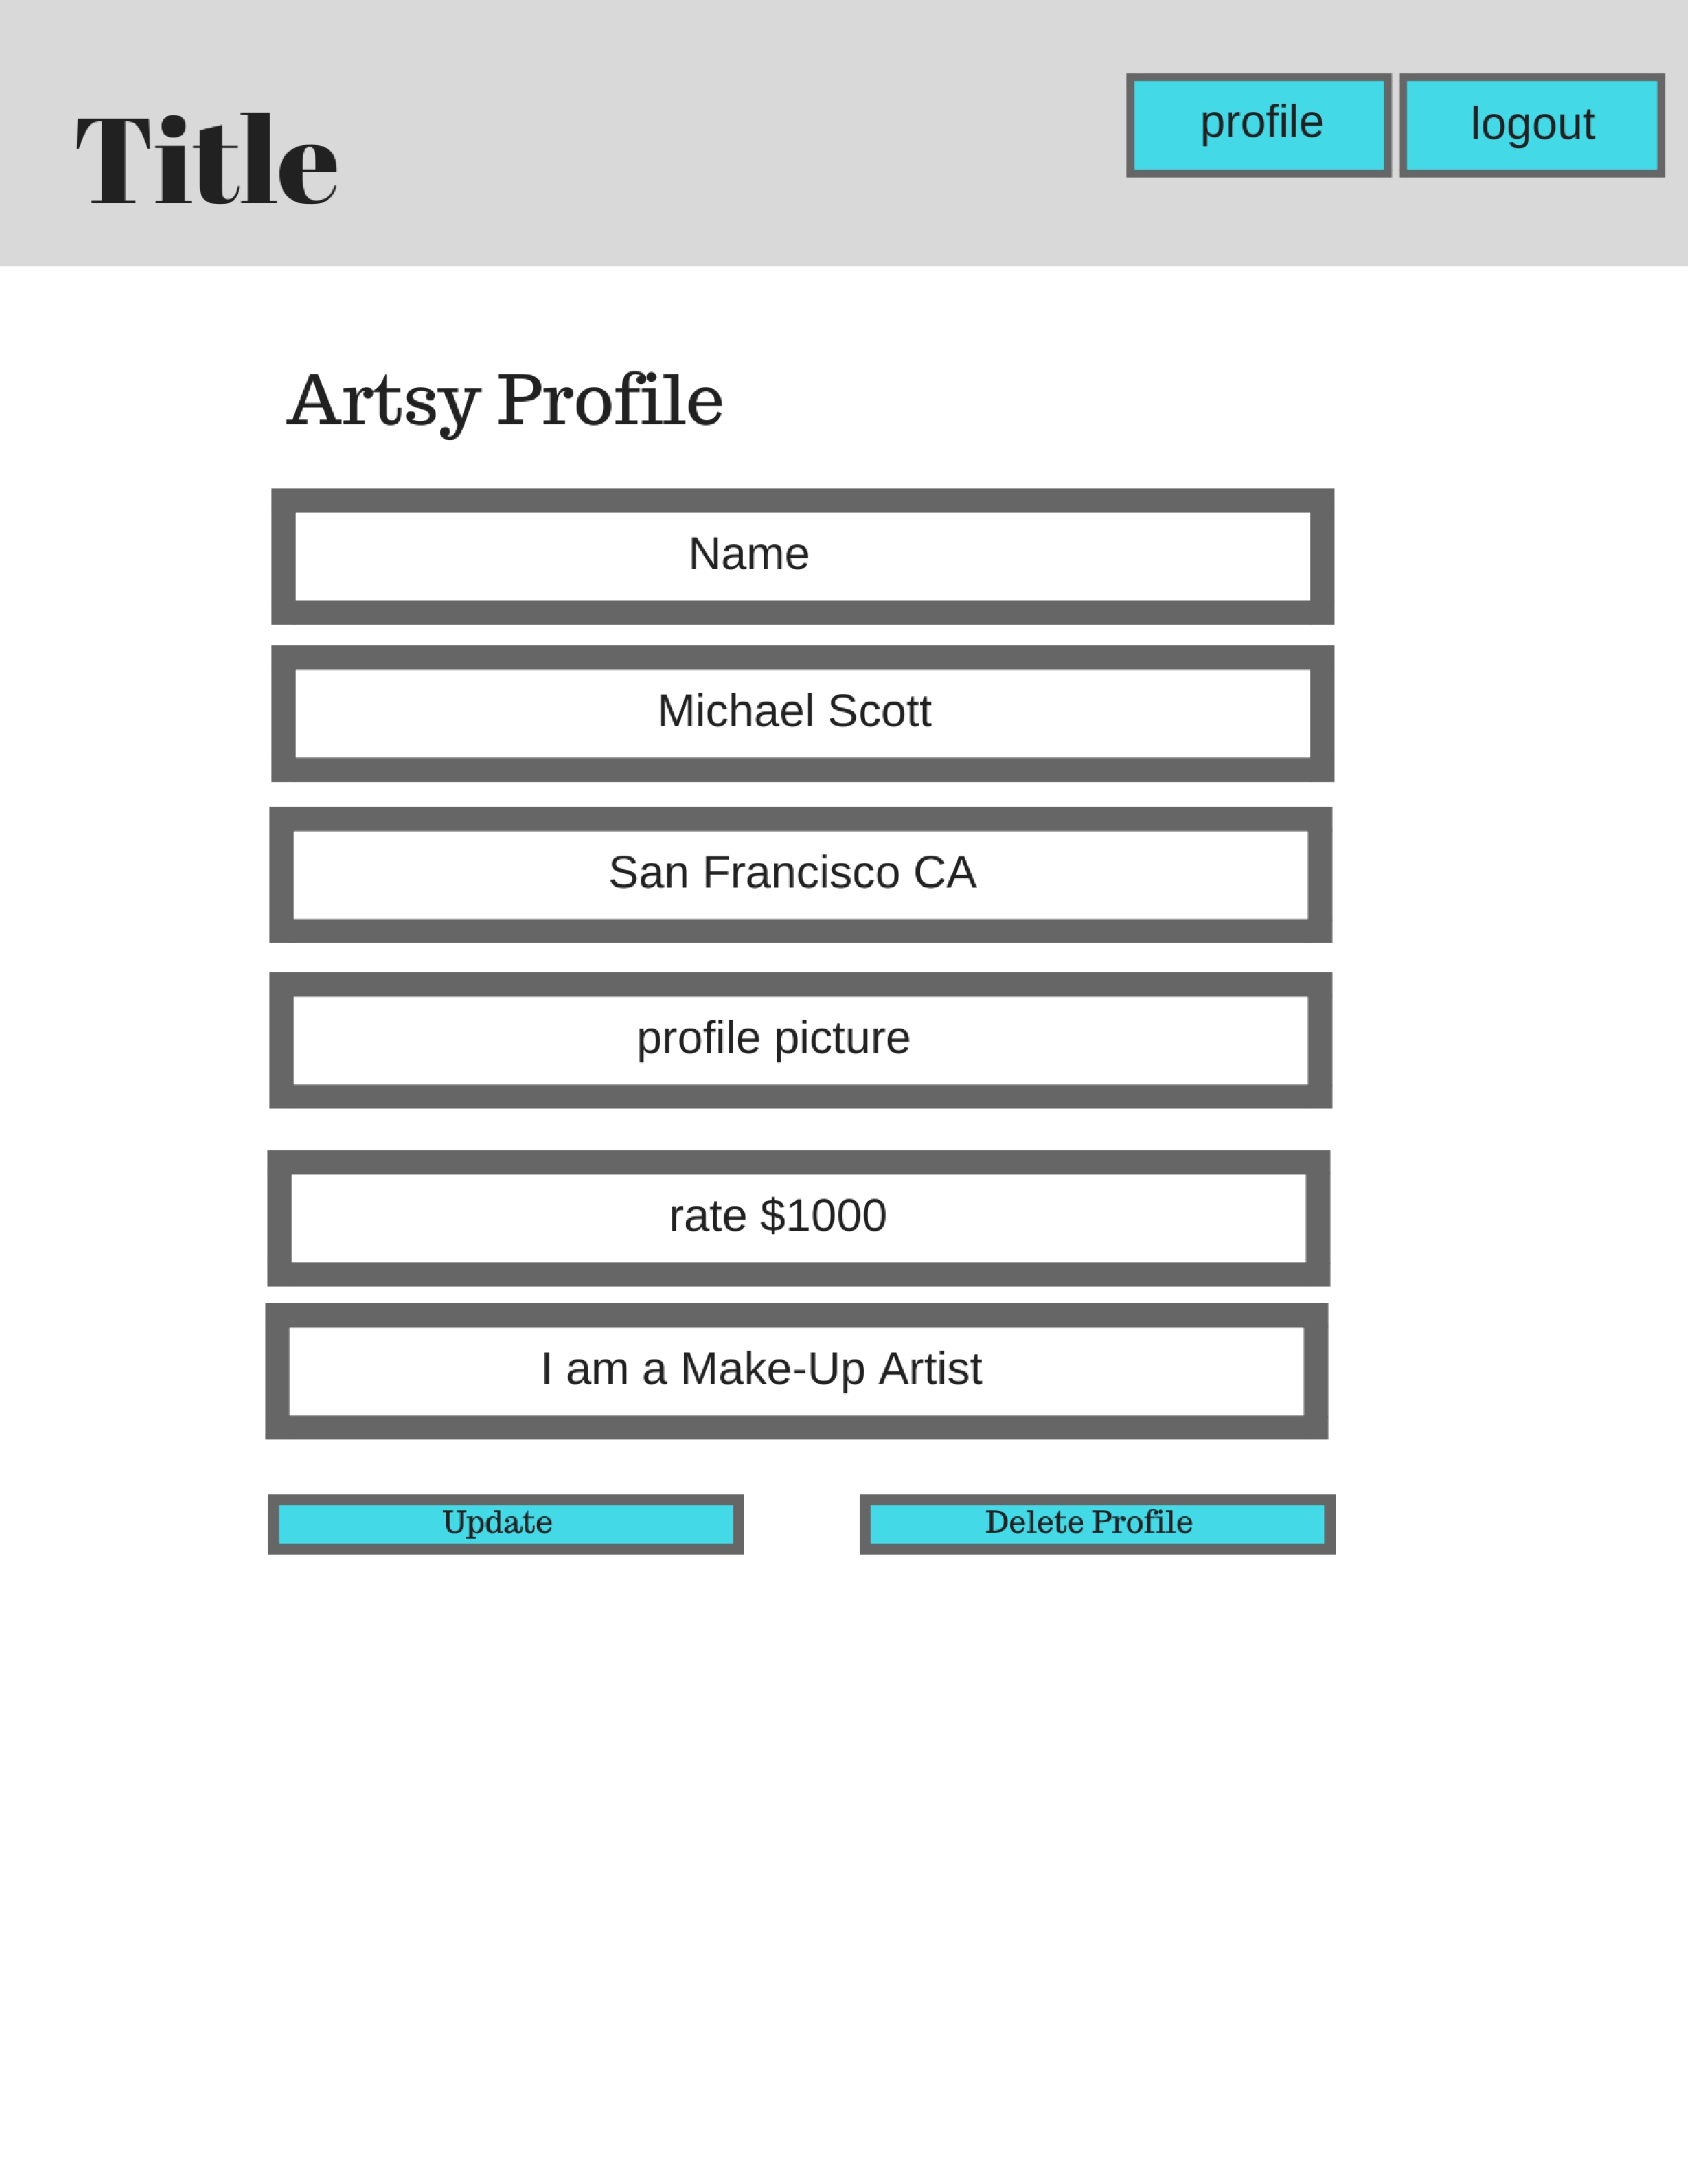 Title
profile
logout
Artsy Profile
Name
Michael Scott
San Francisco CA
profile picture
rate $1000
I am a Make-Up Artist
Update
Delete Profile